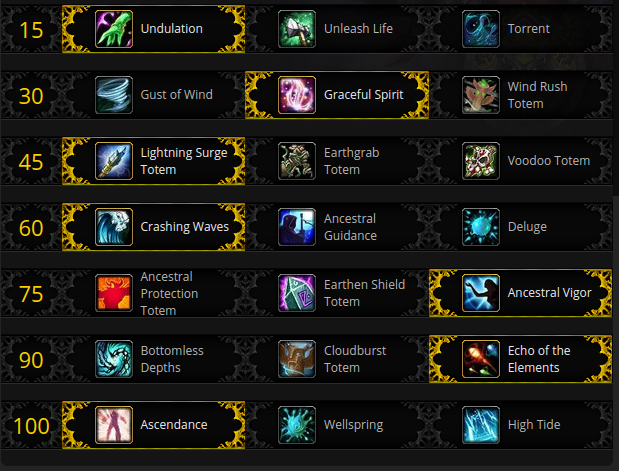 15 Undulation Unleash Life Torrent
30 Gust of Wind Graceful Spirit Wind Rush
Totem
45 Lightning Surge
Totem Earthgrab
Totem Voodoo Totem
60 Crashing Waves Ancestral
Guidance Deluge
75 Ancestral
Protection
Totem Earthen Shield
Totem Ancestral Vigor
90 Bottomless
Depths Cloudburst
Totem Echo of the
Elements
100 Ascendance Wellspring High Tide